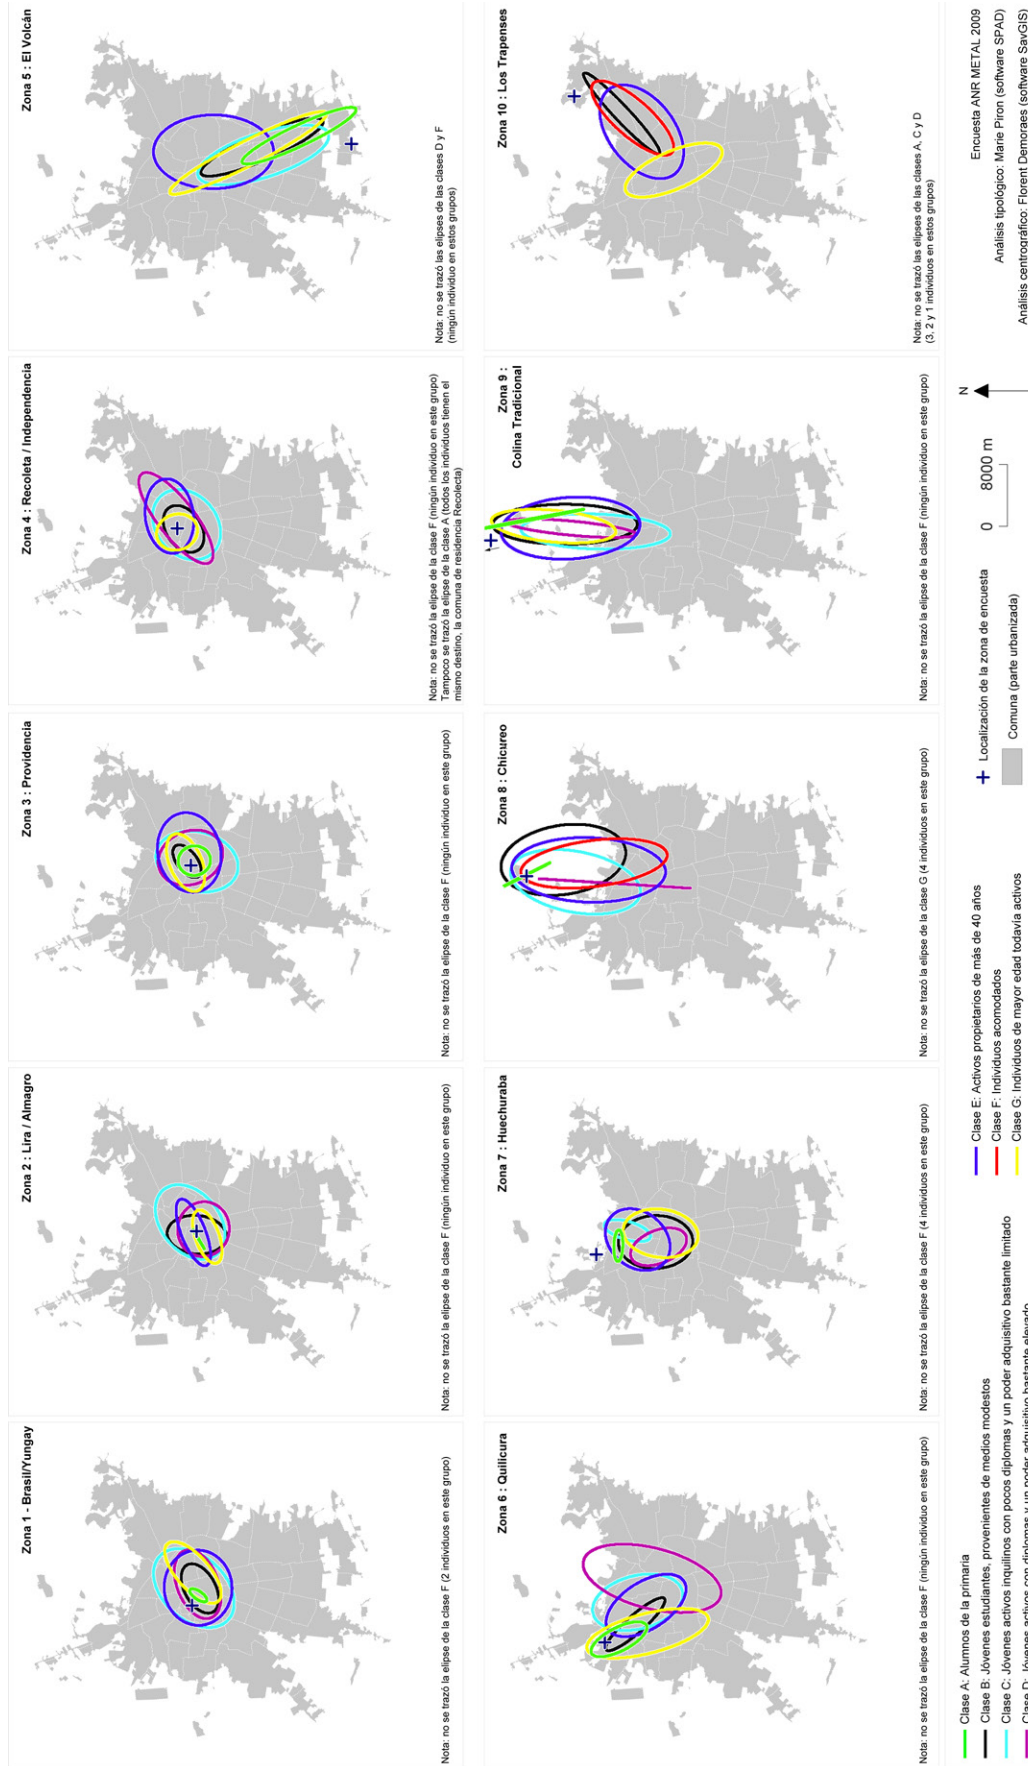 Zona 1 - Brasil/Yungay
Nota: no se trazó la elipse de la clase F (2 individuos en este grupo)
Zona 2 : Lira / Almagro
Nota: no se trazó la elipse de la clase F (ningún individuo en este grupo)
Zona 3 : Providencia
Nota: no se trazó la elipse de la clase F (ningún individuo en este grupo)
Zona 4 : Recoleta / Independencia
Nota: no se trazó la elipse de la clase F (ningún individuo en este grupo)
Tampoco se trazó la elipse de la clase A (todos los individuos tienen el
mismo destino, la comuna de residencia Recolecta)
Zona 5 : El Volcán
Nota: no se trazó las elipses de las clases D y F
(ningún individuo en estos grupos)
Zona 6 : Quilicura
Nota: no se trazó la elipse de la clase F (ningún individuo en este grupo)
Zona 7 : Huechuraba
Nota: no se trazó la elipse de la clase F (4 individuos en este grupo)
Zona 8 : Chicureo
Nota: no se trazó la elipse de la clase G (4 individuos en este grupo)
Zona 9 :
Colina Tradicional
Nota: no se trazó la elipse de la clase F (ningún individuo en este grupo)
Zona 10 : Los Trapenses
Nota: no se trazó las elipses de las clases A, C y D
(3, 2 y 1 individuos en estos grupos)
Clase A: Alumnos de la primaria
Clase B: Jóvenes estudiantes, provenientes de medios modestos
Clase C: Jóvenes activos inquilinos con pocos diplomas y un poder adquisitivo bastante limitado
Clase D: Jóvenes activos con diplomas y un poder adquisitivo bastante elevado
Clase E: Activos propietarios de más de 40 años
Clase F: Individuos acomodados
Clase G: Individuos de mayor edad todavía activos
Localización de la zona de encuesta
Comuna (parte urbanizada)
0 8000 m
N
Encuesta ANR METAL 2009
Análisis tipológico: Marie Piron (software SPAD)
Análisis centrográfico: Florent Demoraes (software SavGIS)